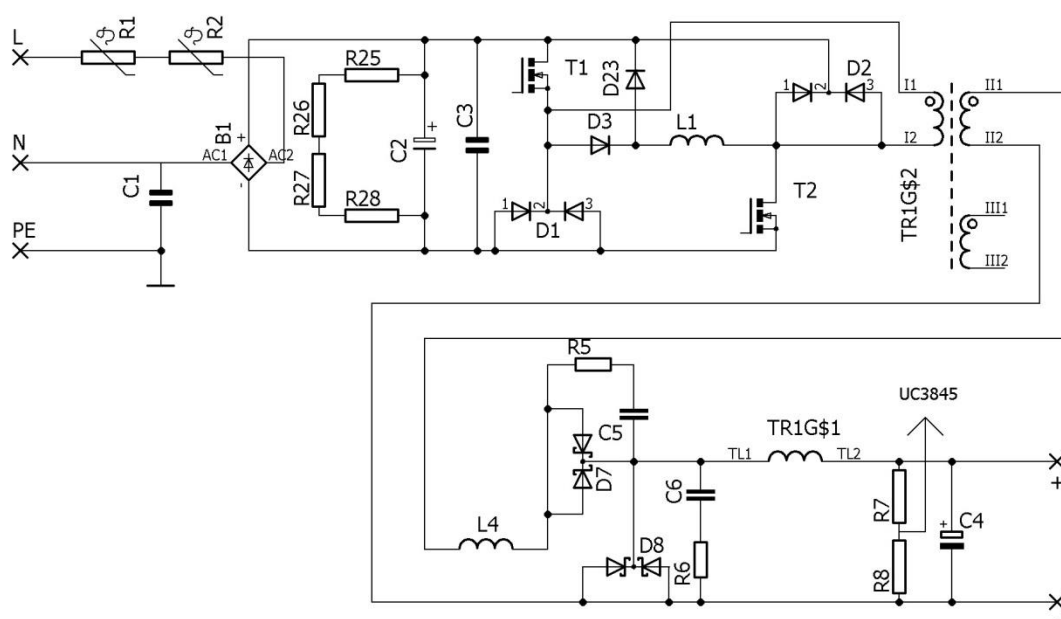 L
R1
R2
N
C1
PE
B1
+
AC1
AC2
-
R25
R26
R27
R28
+
C2
C3
T1
D23
D3
L1
1
2
3
D1
1
2
3
D2
T2
I1
I2
II1
II2
TR1G$2
III1
III2
R5
C5
D7
L4
D8
C6
R6
TL1
TR1G$1
TL2
UC3845
R7
R8
+
C4
+